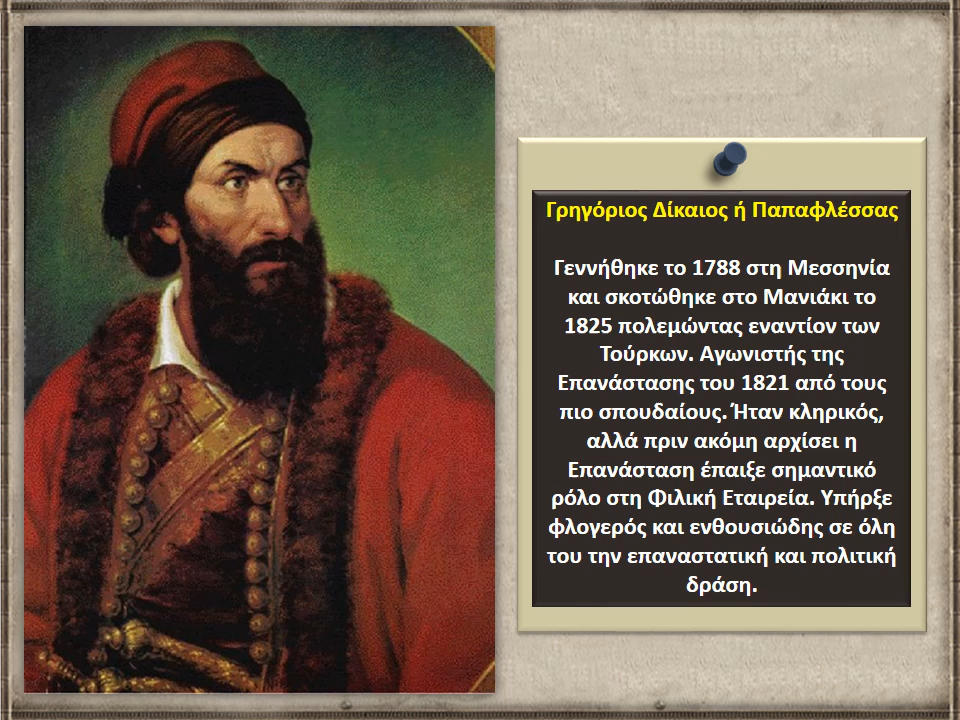 Γρηγόριος Δίκαιος ή Παπαφλέσσας
Γεννήθηκε το 1788 στη Μεσσηνία
και σκοτώθηκε στο Μανιάκι το
1825 πολεμώντας εναντίον των
Τούρκων. Αγωνιστής της
Επανάστασης του 1821 από τους
πιο σπουδαίους. Ήταν κληρικός,
αλλά πριν ακόμη αρχίσει η
Επανάσταση έπαιξε σημαντικό
ρόλο στη Φιλική Εταιρεία. Υπήρξε
φλογερός και ενθουσιώδης σε όλη
του την επαναστατική και πολιτική
δράση.